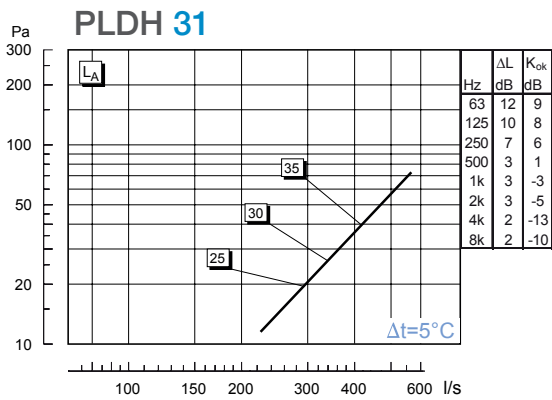 PLDH 31
Pa
300
200
100
50
20
10
LA
35
30
25
Δt=5°C
100 150 200 300 400 600 l/s
ΔL Kok
Hz dB dB
63 12 9
125 10 8
250 7 6
500 3 1
1k 3 -3
2k 3 -5
4k 2 -13
8k 2 -10